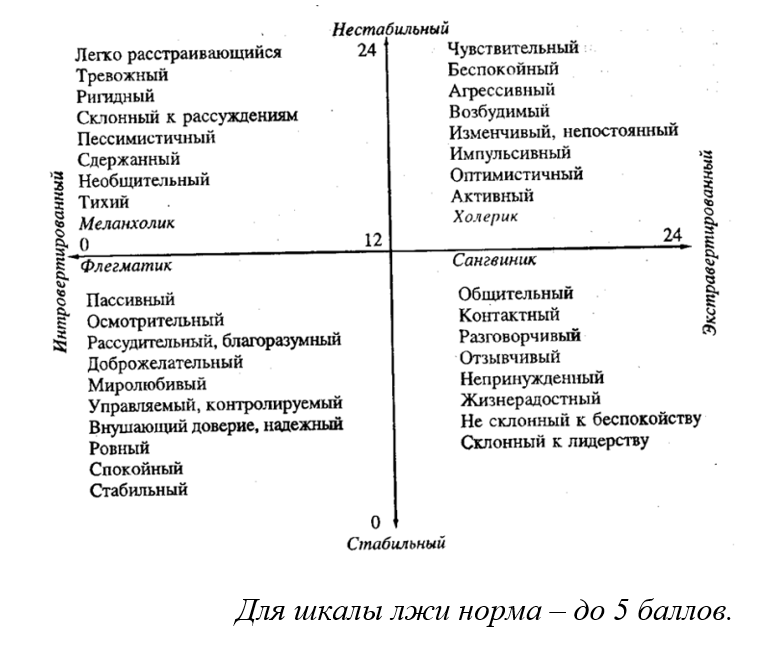 Нестабильный
24
Легко расстраивающийся
Тревожный
Ригидный
Склонный к рассуждениям
Пессимистичный
Сдержанный
Необщительный
Тихий
Меланхолик
Чувствительный
Беспокойный
Агрессивный
Возбудимый
Изменчивый, непостоянный
Импульсивный
Оптимистичный
Активный
Холерик
Интровертированный
0
12
24
Экстравертированный
Флегматик
Пассивный
Осмотрительный
Рассудительный, благоразумный
Доброжелательный
Миролюбивый
Управляемый, контролируемый
Внушающий доверие, надежный
Ровный
Спокойный
Стабильный
Сангвиник
Общительный
Контактный
Разговорчивый
Отзывчивый
Непринужденный
Жизнерадостный
Не склонный к беспокойству
Склонный к лидерству
0
Стабильный
Для шкалы лжи норма – до 5 баллов.